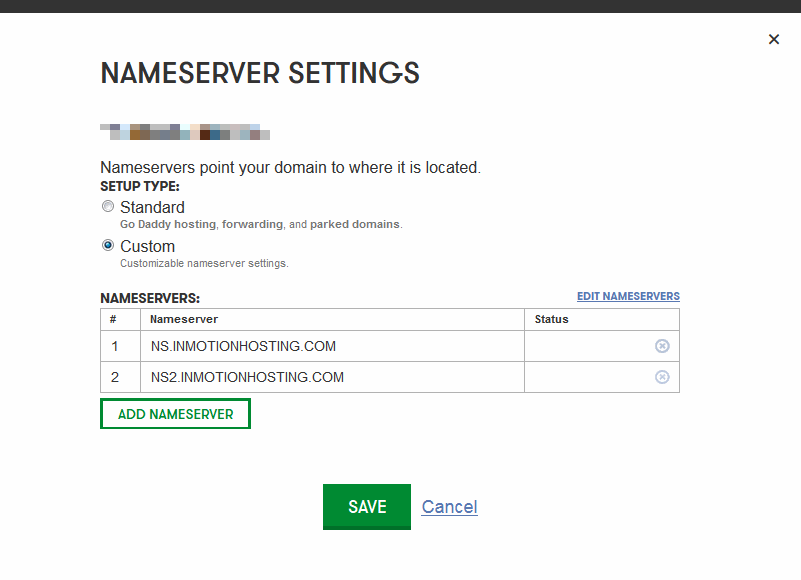 NAMESERVER SETTINGS
Nameservers point your domain to where it is located.
SETUP TYPE:
Standard
Go Daddy hosting, forwarding, and parked domains.
Custom
Customizable nameserver settings.
NAMESERVERS: EDIT NAMESERVERS
# Nameserver Status
1 NS.INMOTIONHOSTING.COM
2 NS2.INMOTIONHOSTING.COM
ADD NAMESERVER
SAVE Cancel